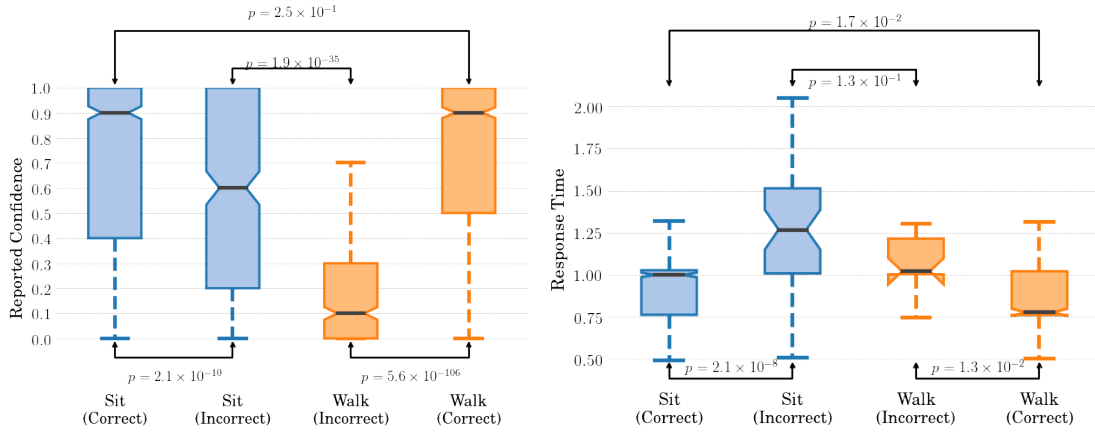 p = 2.5 × 10⁻¹
p = 1.9 × 10⁻³⁵
1.0
0.9
0.8
0.7
0.6
0.5
0.4
0.3
0.2
0.1
0.0
Reported Confidence
p = 2.1 × 10⁻¹⁰
p = 5.6 × 10⁻¹⁰⁶
Sit
(Correct)
Sit
(Incorrect)
Walk
(Incorrect)
Walk
(Correct)
p = 1.7 × 10⁻²
p = 1.3 × 10⁻¹
2.00
1.75
1.50
1.25
1.00
0.75
0.50
Response Time
p = 2.1 × 10⁻⁸
p = 1.3 × 10⁻²
Sit
(Correct)
Sit
(Incorrect)
Walk
(Incorrect)
Walk
(Correct)